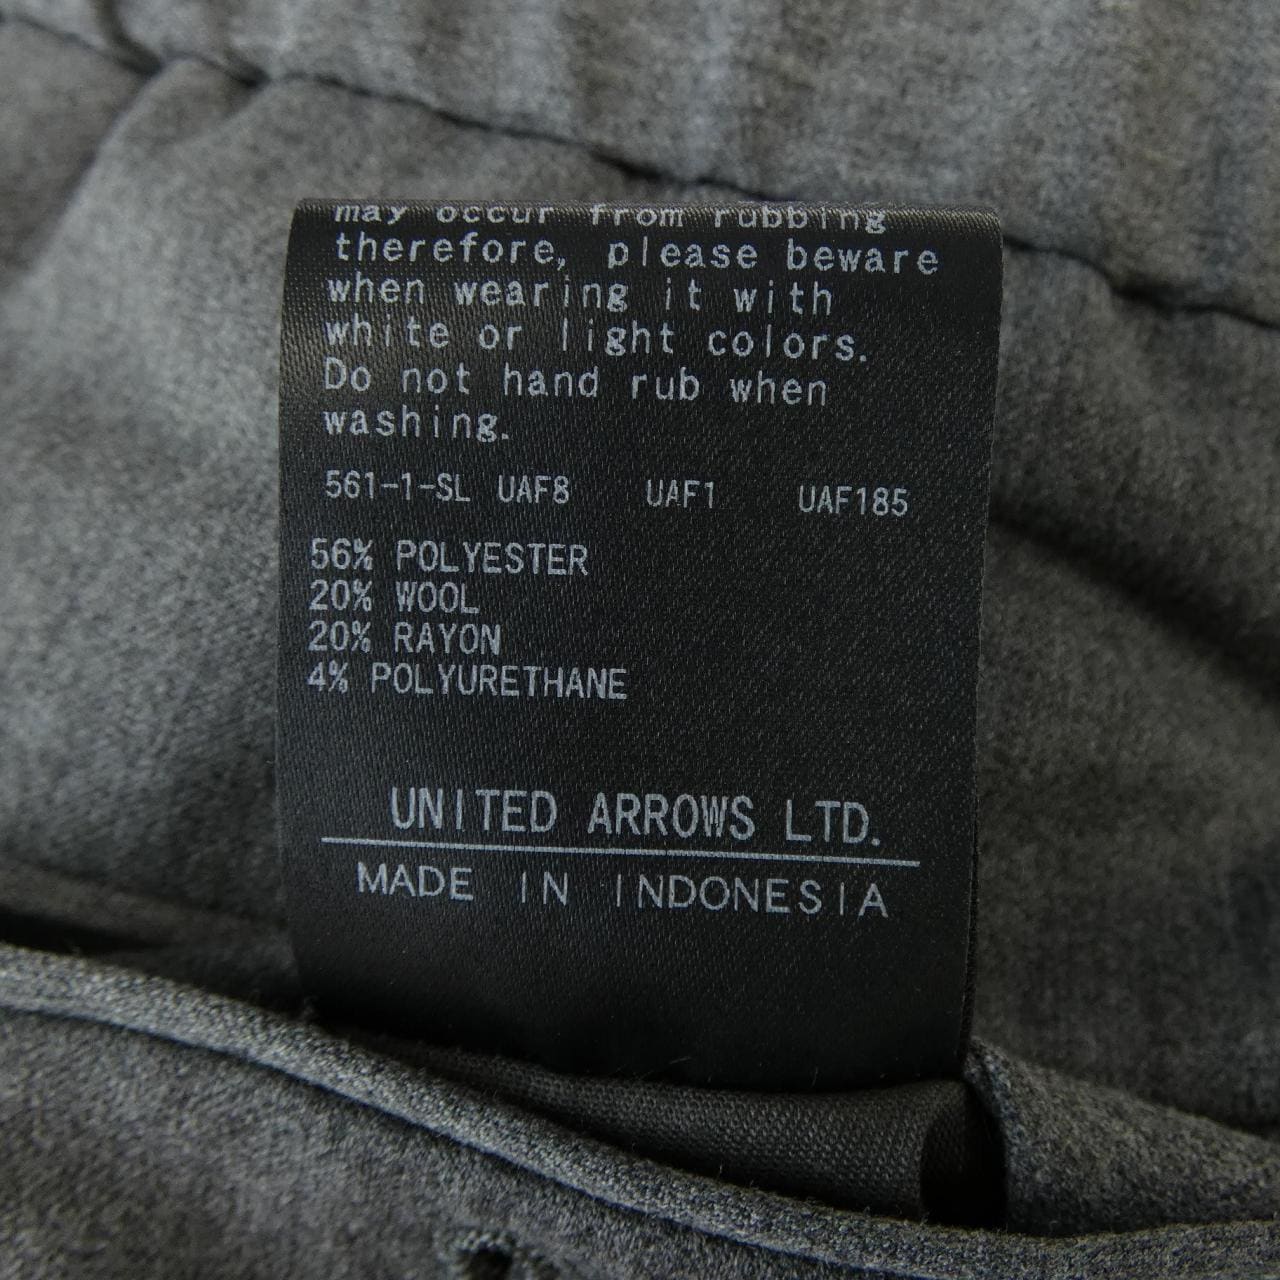 may occur from rubbing
therefore, please beware
when wearing it with
white or light colors.
Do not hand rub when
washing.
561-1-SL UAF8 UAF1 UAF185
56% POLYESTER
20% WOOL
20% RAYON
4% POLYURETHANE
UNITED ARROWS LTD.
MADE IN INDONESIA